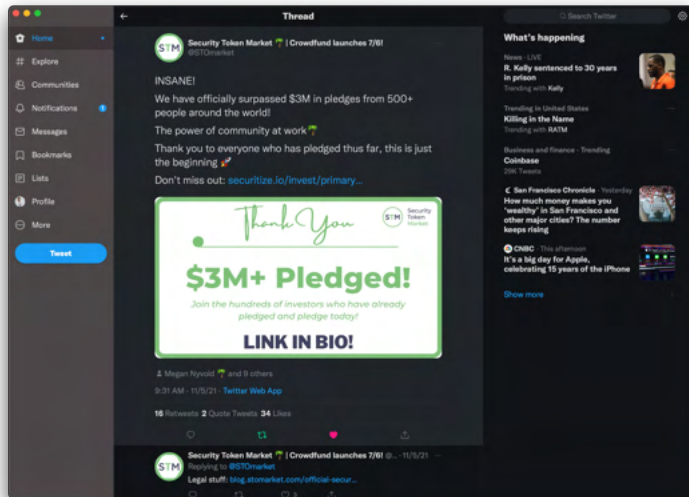 Thread
Search Twitter
Home
Explore
Communities
Notifications
1
Messages
Bookmarks
Lists
Profile
More
Tweet
STM
Security Token Market 🌴 | Crowdfund launches 7/6!
@STOmarket
INSANE!
We have officially surpassed $3M in pledges from 500+
people around the world!
The power of community at work🌴
Thank you to everyone who has pledged thus far, this is just
the beginning 🚀
Don't miss out: securitize.io/invest/primary...
Thank You
STM
Security
Token
Market
$3M+ Pledged!
Join the hundreds of investors who have already
pledged and pledge today!
LINK IN BIO!
Megan Nyvold 🌴 and 9 others
9:31 AM · 11/5/21 · Twitter Web App
16 Retweets 2 Quote Tweets 34 Likes
STM
Security Token Market 🌴 | Crowdfund launches 7/6! @... · 11/5/21
Replying to @STOmarket
Legal stuff: blog.stomarket.com/official-secur...
What's happening
News · LIVE
R. Kelly sentenced to 30 years
in prison
Trending with Kelly
Trending in United States
Killing in the Name
Trending with RATM
Business and finance · Trending
Coinbase
29K Tweets
San Francisco Chronicle · Yesterday
How much money makes you
'wealthy' in San Francisco and
other major cities? The number
keeps rising
CNBC · This afternoon
It's a big day for Apple,
celebrating 15 years of the iPhone
Show more